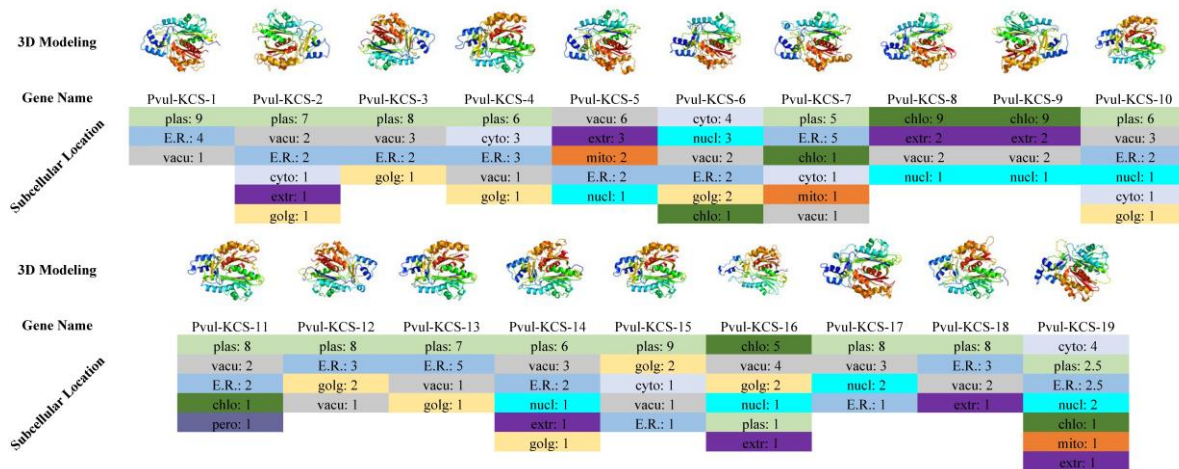 3D Modeling
Gene Name Pvul-KCS-1 Pvul-KCS-2 Pvul-KCS-3 Pvul-KCS-4 Pvul-KCS-5 Pvul-KCS-6 Pvul-KCS-7 Pvul-KCS-8 Pvul-KCS-9 Pvul-KCS-10
Subcellular Location
plas: 9 plas: 7 plas: 8 plas: 6 vacu: 6 cyto: 4 plas: 5 chlo: 9 chlo: 9 plas: 6
E.R.: 4 vacu: 2 vacu: 3 cyto: 3 extr: 3 nucl: 3 E.R.: 5 extr: 2 extr: 2 vacu: 3
vacu: 1 E.R.: 2 E.R.: 2 E.R.: 3 mito: 2 vacu: 2 chlo: 1 vacu: 2 vacu: 2 E.R.: 2
cyto: 1 golg: 1 vacu: 1 E.R.: 2 E.R.: 2 cyto: 1 nucl: 1 nucl: 1 nucl: 1
extr: 1 golg: 1 nucl: 1 golg: 2 mito: 1 cyto: 1
golg: 1 chlo: 1 vacu: 1 golg: 1
3D Modeling
Gene Name Pvul-KCS-11 Pvul-KCS-12 Pvul-KCS-13 Pvul-KCS-14 Pvul-KCS-15 Pvul-KCS-16 Pvul-KCS-17 Pvul-KCS-18 Pvul-KCS-19
Subcellular Location
plas: 8 plas: 8 plas: 7 plas: 6 plas: 9 chlo: 5 plas: 8 plas: 8 cyto: 4
vacu: 2 E.R.: 3 E.R.: 5 vacu: 3 golg: 2 vacu: 4 vacu: 3 E.R.: 3 plas: 2.5
E.R.: 2 golg: 2 vacu: 1 E.R.: 2 cyto: 1 golg: 2 nucl: 2 vacu: 2 E.R.: 2.5
chlo: 1 vacu: 1 golg: 1 nucl: 1 vacu: 1 nucl: 1 E.R.: 1 extr: 1 nucl: 2
pero: 1 extr: 1 E.R.: 1 plas: 1 chlo: 1
golg: 1 extr: 1 mito: 1
extr: 1